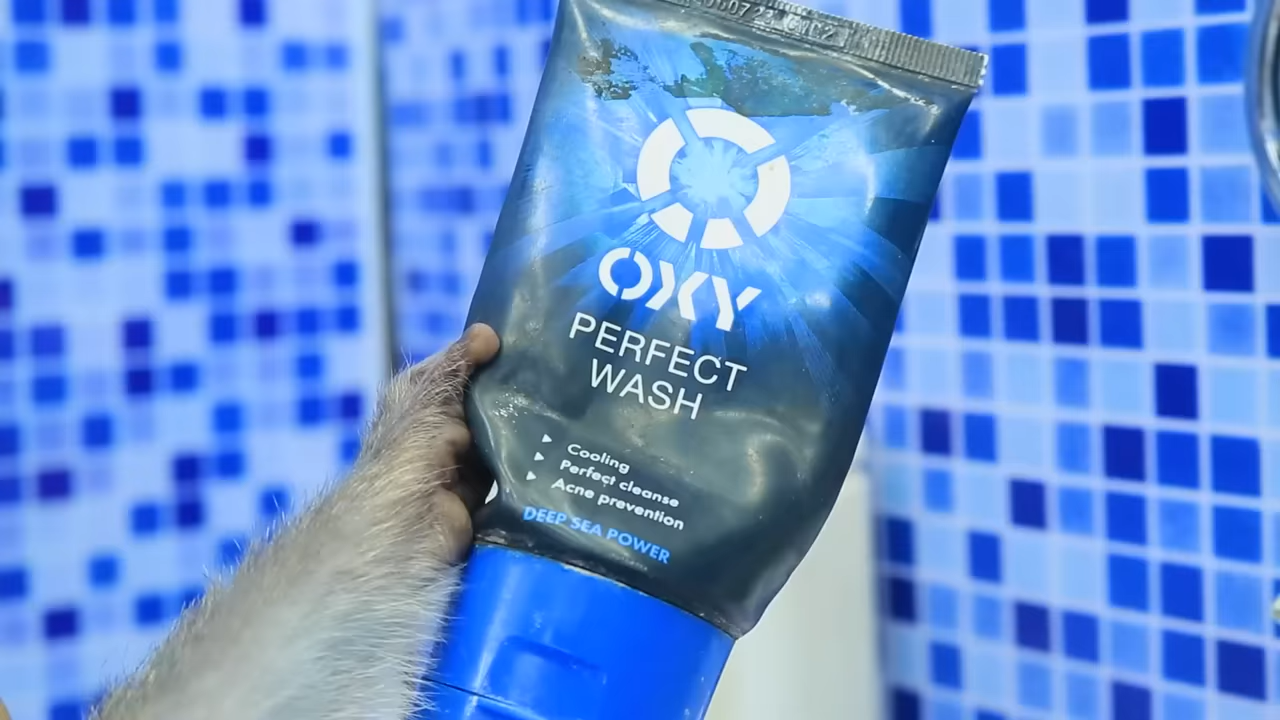 OXY
PERFECT
WASH
Cooling
Perfect cleanse
Acne prevention
DEEP SEA POWER